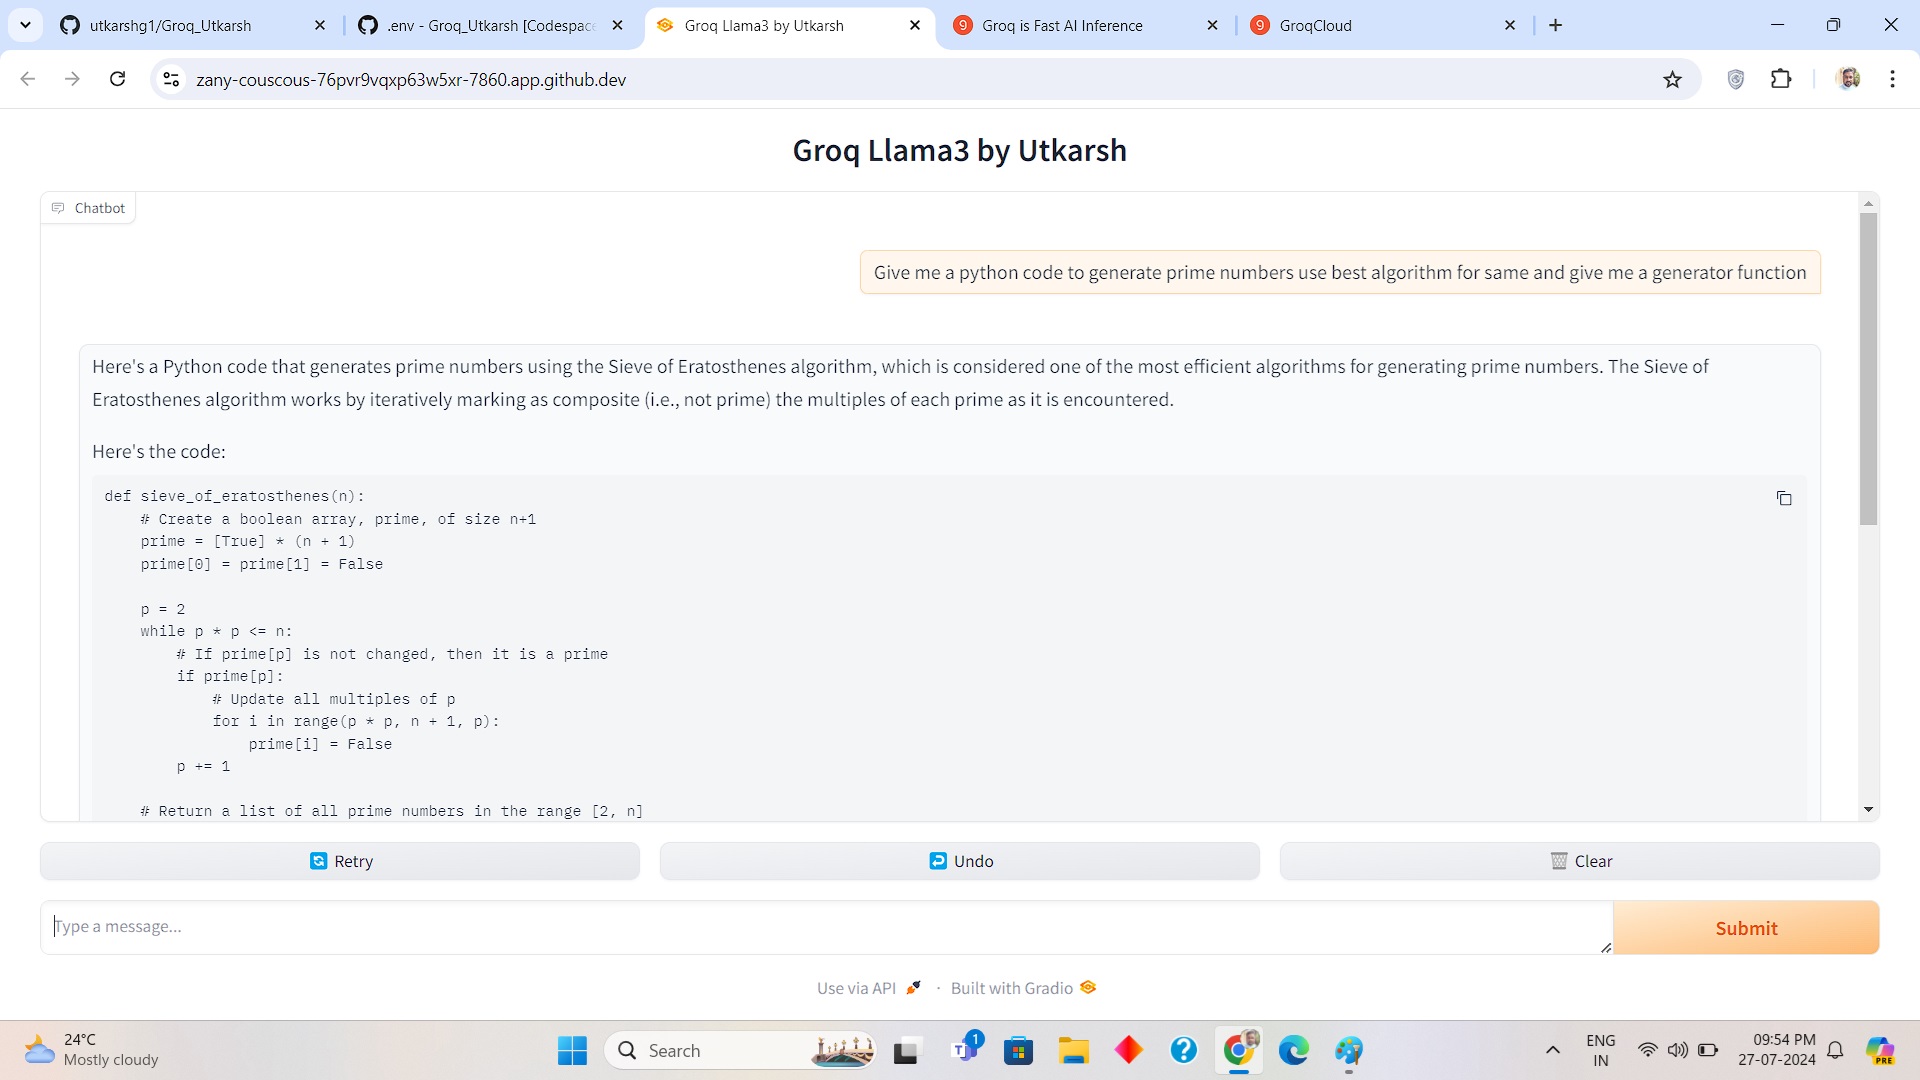 utkarshg1/Groq_Utkarsh
.env - Groq_Utkarsh [Codespace
Groq Llama3 by Utkarsh
9 Groq is Fast AI Inference
9 GroqCloud
zany-couscous-76pvr9vqxp63w5xr-7860.app.github.dev
Groq Llama3 by Utkarsh
Chatbot
Give me a python code to generate prime numbers use best algorithm for same and give me a generator function
Here's a Python code that generates prime numbers using the Sieve of Eratosthenes algorithm, which is considered one of the most efficient algorithms for generating prime numbers. The Sieve of
Eratosthenes algorithm works by iteratively marking as composite (i.e., not prime) the multiples of each prime as it is encountered.
Here's the code:
def sieve_of_eratosthenes(n):
    # Create a boolean array, prime, of size n+1
    prime = [True] * (n + 1)
    prime[0] = prime[1] = False
    p = 2
    while p * p <= n:
        # If prime[p] is not changed, then it is a prime
        if prime[p]:
            # Update all multiples of p
            for i in range(p * p, n + 1, p):
                prime[i] = False
        p += 1
    # Return a list of all prime numbers in the range [2, n]
Retry
Undo
Clear
Type a message...
Submit
Use via API · Built with Gradio
24°C
Mostly cloudy
Search
T
1
?
PRE
ENG
IN
09:54 PM
27-07-2024